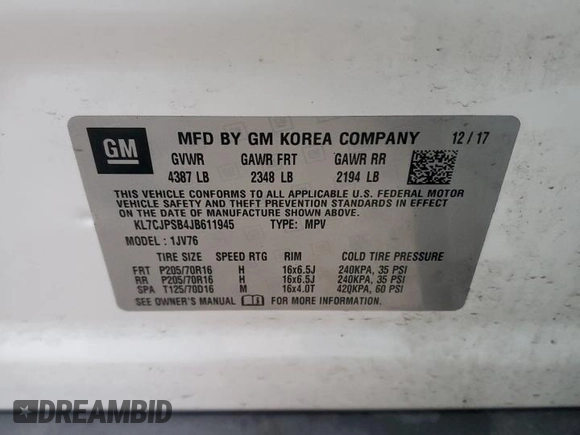 GM MFD BY GM KOREA COMPANY 12/17
GVWR GAWR FRT GAWR RR
4387 LB 2348 LB 2194 LB
THIS VEHICLE CONFORMS TO ALL APPLICABLE U.S. FEDERAL MOTOR
VEHICLE SAFETY AND THEFT PREVENTION STANDARDS IN EFFECT ON
THE DATE OF MANUFACTURE SHOWN ABOVE.
KL7CJPSB4JB611945 TYPE: MPV
MODEL : 1JV76
TIRE SIZE SPEED RTG RIM COLD TIRE PRESSURE
FRT P205/70R16 H 16x6.5J 240KPA, 35 PSI
RR P205/70R16 H 16x6.5J 240KPA, 35 PSI
SPA T125/70D16 M 16x4.0T 420KPA, 60 PSI
SEE OWNER'S MANUAL FOR MORE INFORMATION
DREAMBID